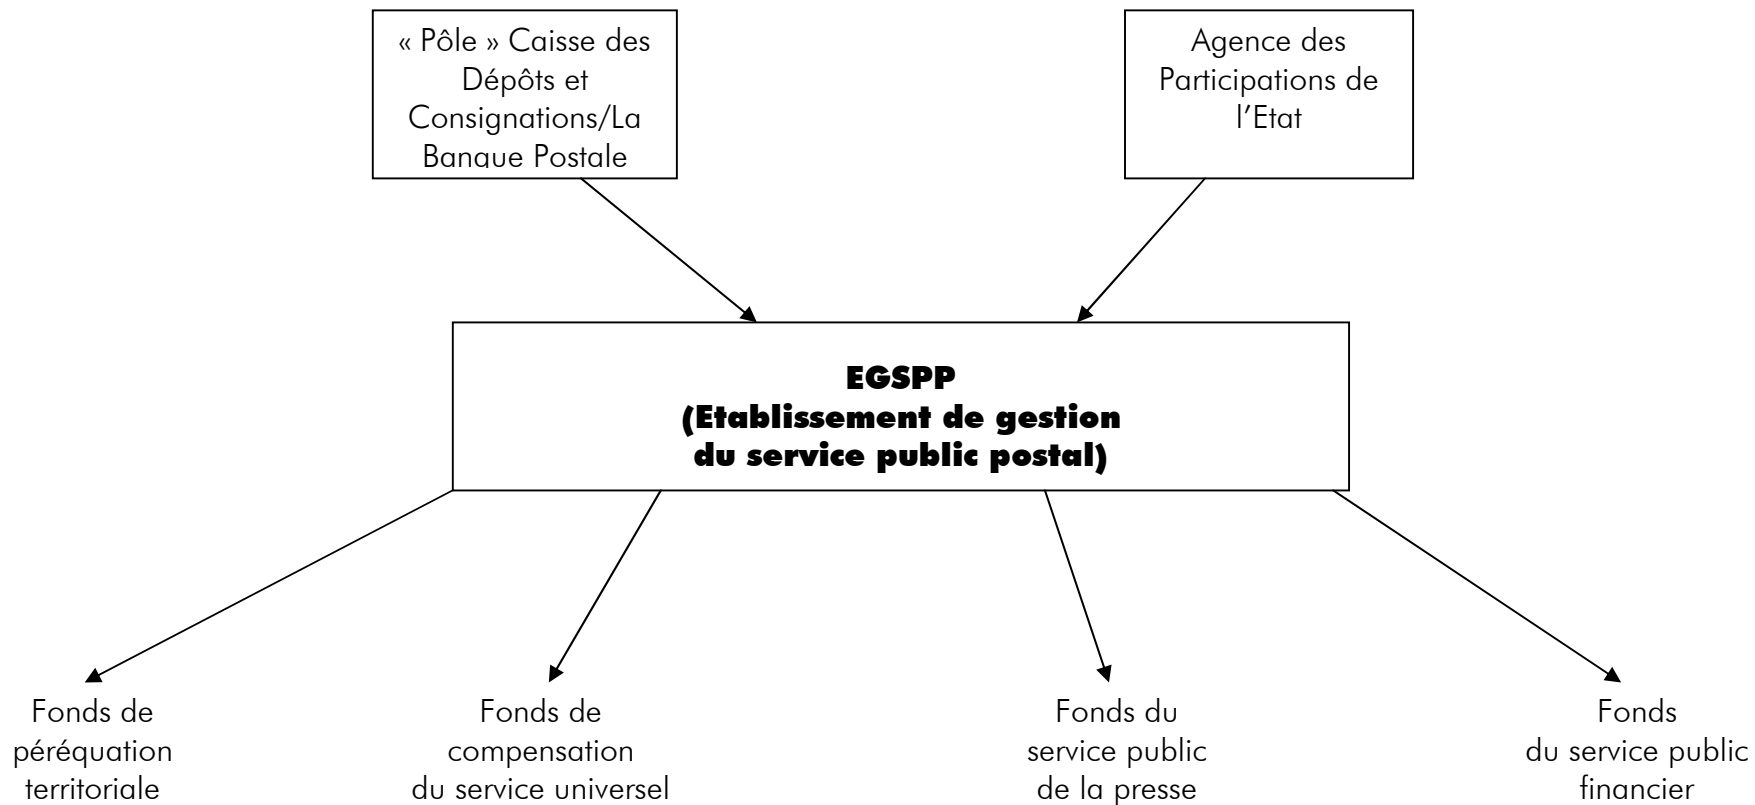 « Pôle » Caisse des
Dépôts et
Consignations/La
Banque Postale
Agence des
Participations de
l’Etat
EGSPP
(Etablissement de gestion
du service public postal)
Fonds de
péréquation
territoriale
Fonds de
compensation
du service universel
Fonds du
service public
de la presse
Fonds
du service public
financier